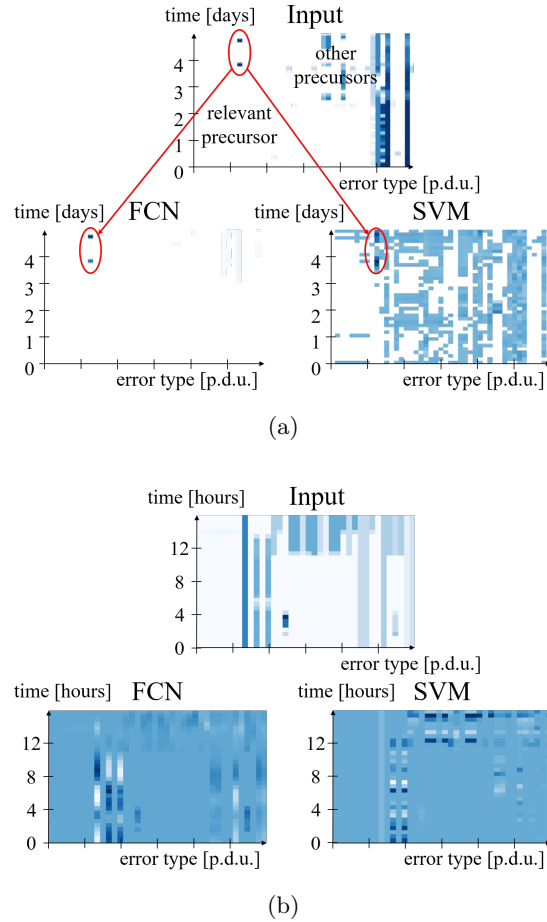 time [days]
Input
other
precursors
relevant
precursor
4
3
2
1
0
error type [p.d.u.]
time [days]
FCN
4
3
2
1
0
error type [p.d.u.]
time [days]
SVM
4
3
2
1
0
error type [p.d.u.]
(a)
time [hours]
Input
12
8
4
0
error type [p.d.u.]
time [hours]
FCN
12
8
4
0
error type [p.d.u.]
time [hours]
SVM
12
8
4
0
error type [p.d.u.]
(b)